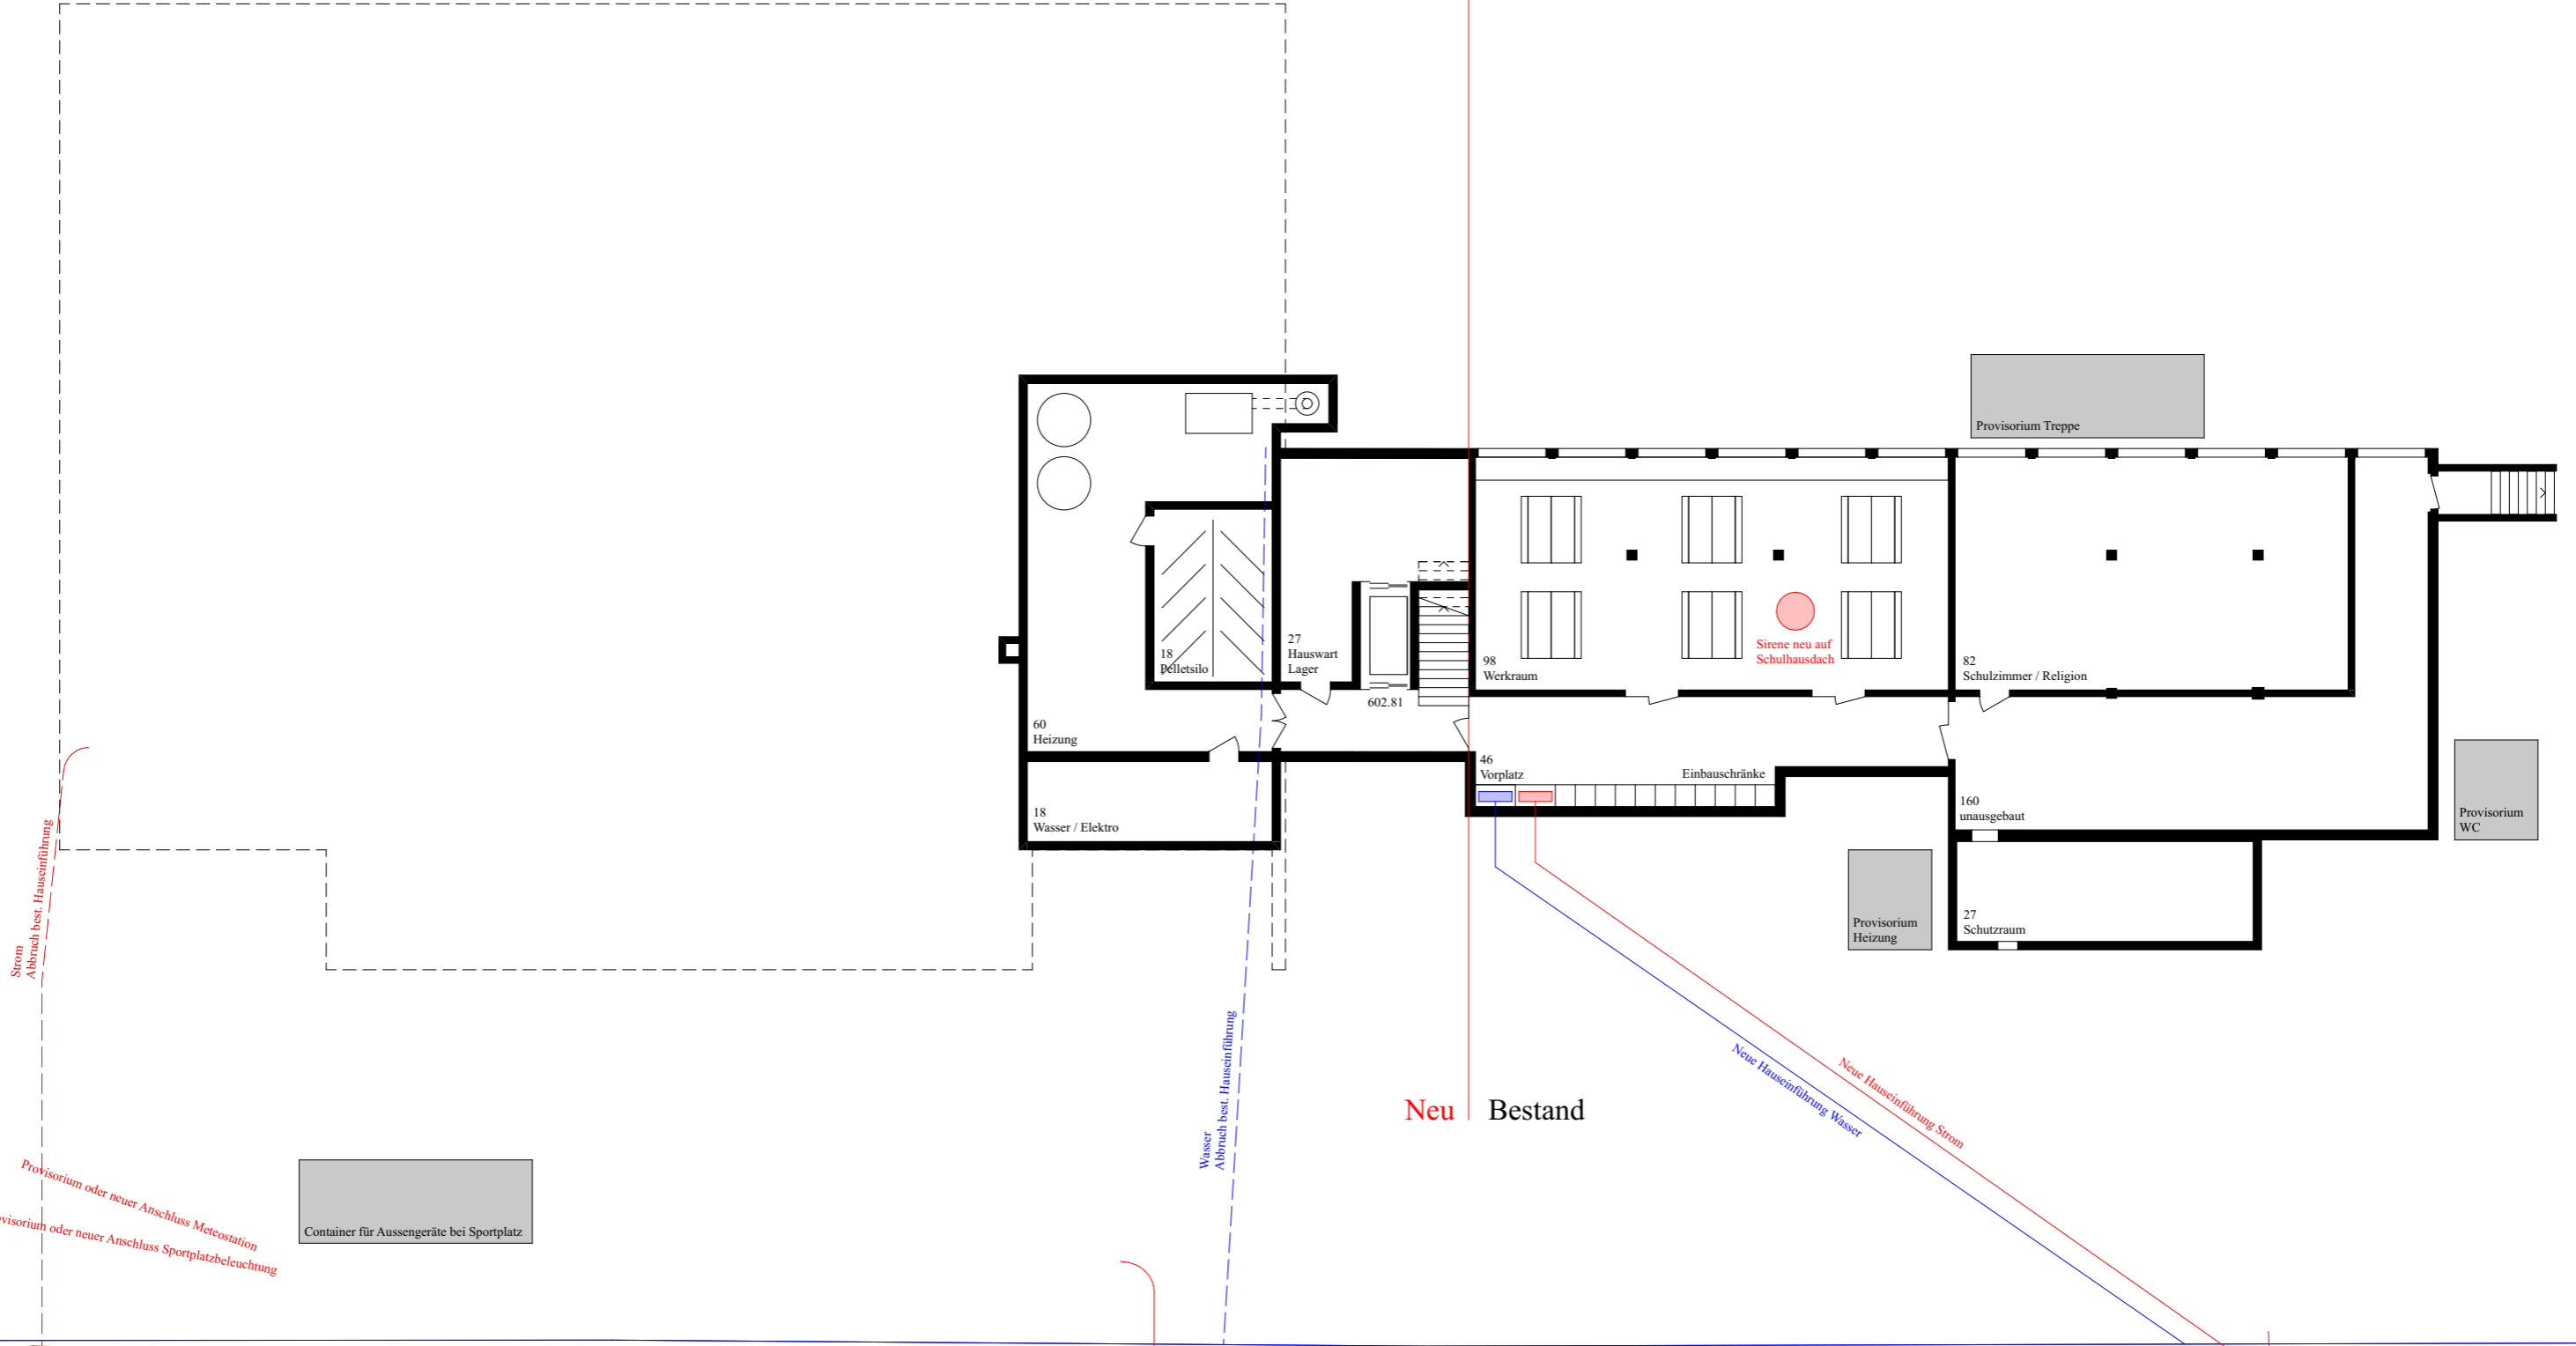 Provisorium Treppe
18
Pelletsilo
27
Hauswart
Lager
602.81
98
Werkraum
Sirene neu auf
Schulhausdach
82
Schulzimmer / Religion
60
Heizung
46
Vorplatz
Einbauschränke
18
Wasser / Elektro
160
unausgebaut
Provisorium
WC
Provisorium
Heizung
27
Schutzraum
Strom
Abbruch best. Hauseinführung
Wasser
Abbruch best. Hauseinführung
Neue Hauseinführung Wasser
Neue Hauseinführung Strom
Neu
Bestand
Provisorium oder neuer Anschluss Meteostation
visorium oder neuer Anschluss Sportplatzbeleuchtung
Container für Aussengeräte bei Sportplatz